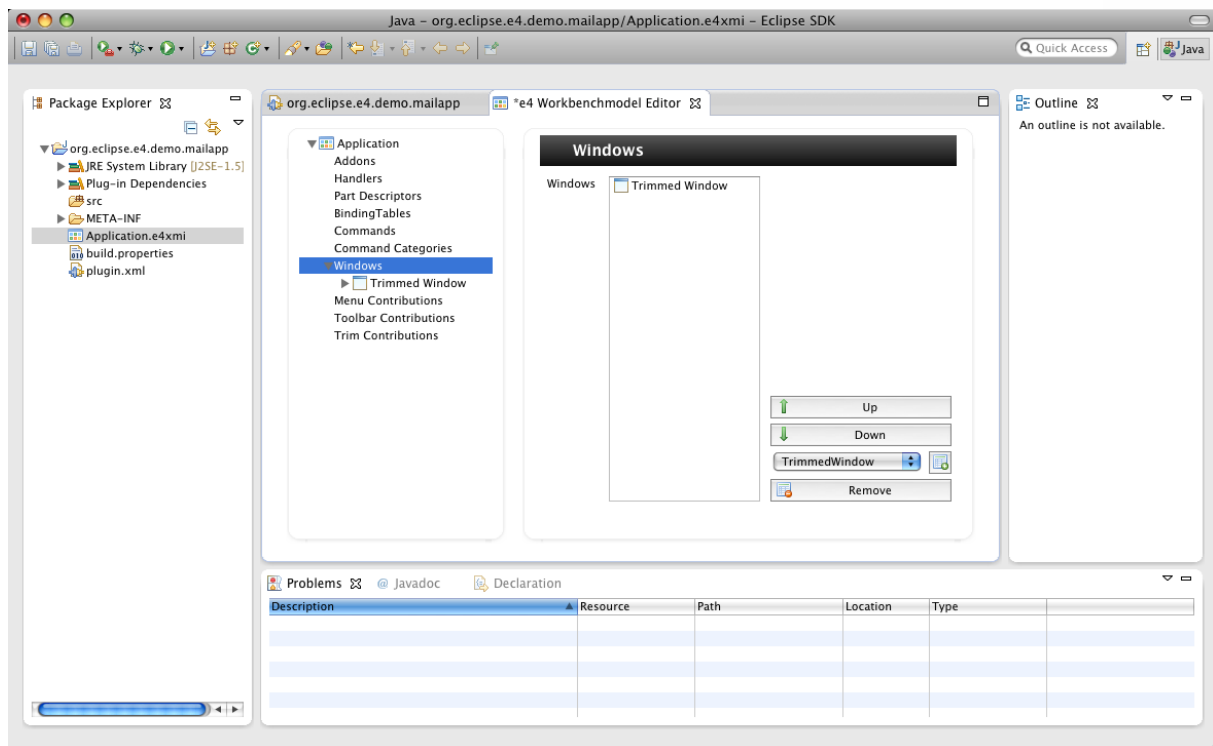 Java – org.eclipse.e4.demo.mailapp/Application.e4xmi – Eclipse SDK
Quick Access
Java
Package Explorer
org.eclipse.e4.demo.mailapp
JRE System Library [J2SE-1.5]
Plug-in Dependencies
src
META-INF
Application.e4xmi
build.properties
plugin.xml
org.eclipse.e4.demo.mailapp
*e4 Workbenchmodel Editor
Application
Addons
Handlers
Part Descriptors
BindingTables
Commands
Command Categories
Windows
Trimmed Window
Menu Contributions
Toolbar Contributions
Trim Contributions
Windows
Windows
Trimmed Window
Up
Down
TrimmedWindow
Remove
Outline
An outline is not available.
Problems
@ Javadoc
Declaration
Description
Resource
Path
Location
Type